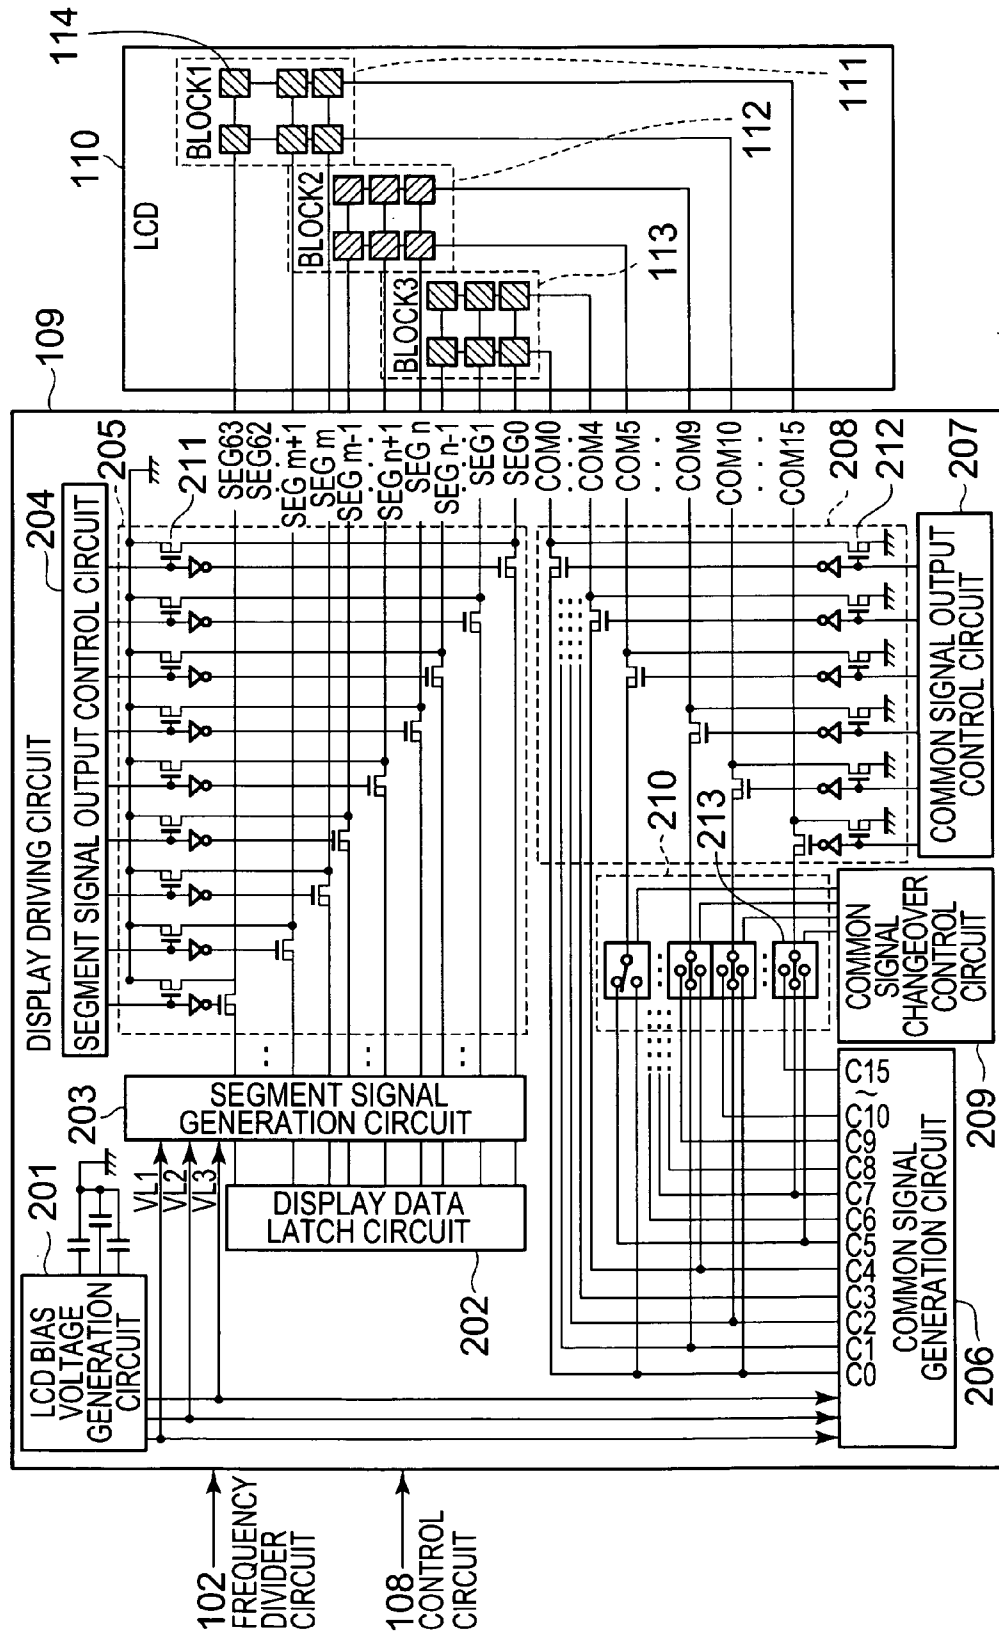 114
110
LCD
BLOCK1
111
BLOCK2
112
BLOCK3
113
109
DISPLAY DRIVING CIRCUIT
204
SEGMENT SIGNAL OUTPUT CONTROL CIRCUIT
205
211
SEG63
SEG62
SEG m+1
SEG m
SEG m-1
SEG n+1
SEG n
SEG n-1
SEG1
SEG0
COM0
COM4
COM5
COM9
COM10
COM15
208
212
207
COMMON SIGNAL OUTPUT
CONTROL CIRCUIT
210
213
COMMON
SIGNAL
CHANGEOVER
CONTROL
CIRCUIT
209
203
SEGMENT SIGNAL
GENERATION CIRCUIT
201
VL1
VL2
VL3
DISPLAY DATA
LATCH CIRCUIT
202
LCD BIAS
VOLTAGE
GENERATION
CIRCUIT
C15
~
C10
C9
C8
C7
C6
C5
C4
C3
C2
C1
C0
COMMON SIGNAL
GENERATION CIRCUIT
206
102
FREQUENCY
DIVIDER
CIRCUIT
108
CONTROL
CIRCUIT